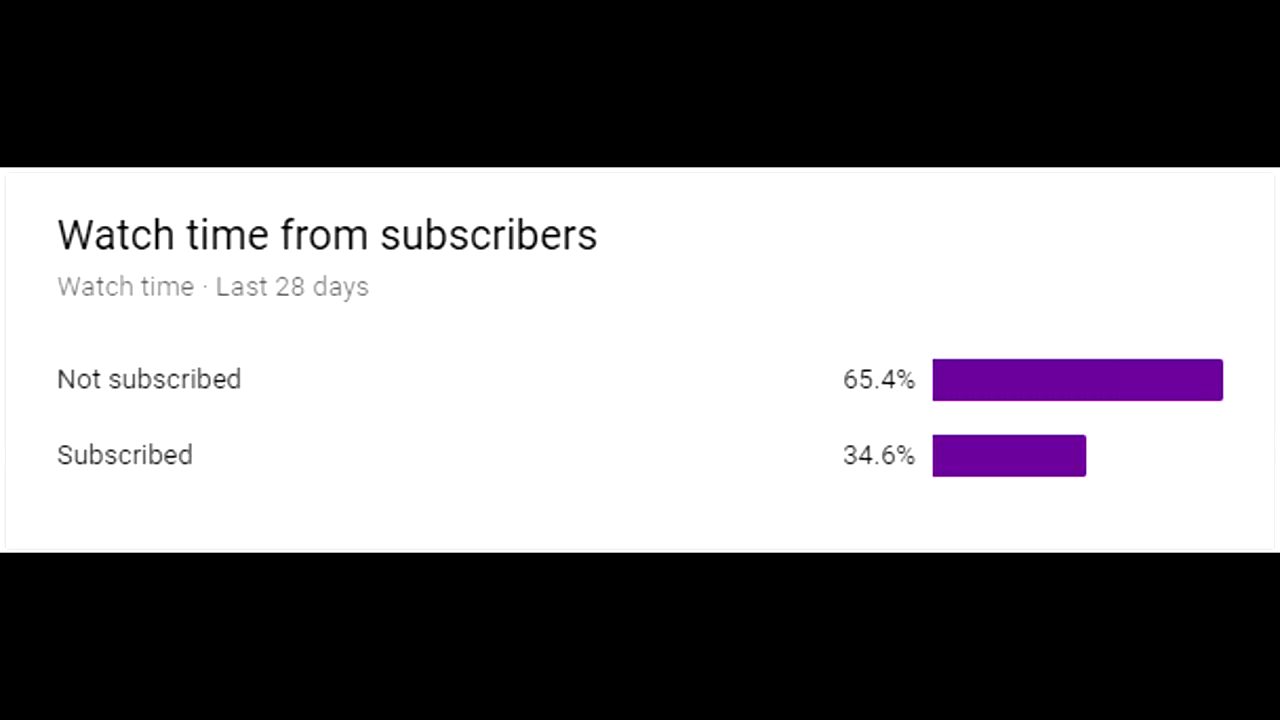 Watch time from subscribers
Watch time · Last 28 days
Not subscribed 65.4%
Subscribed 34.6%